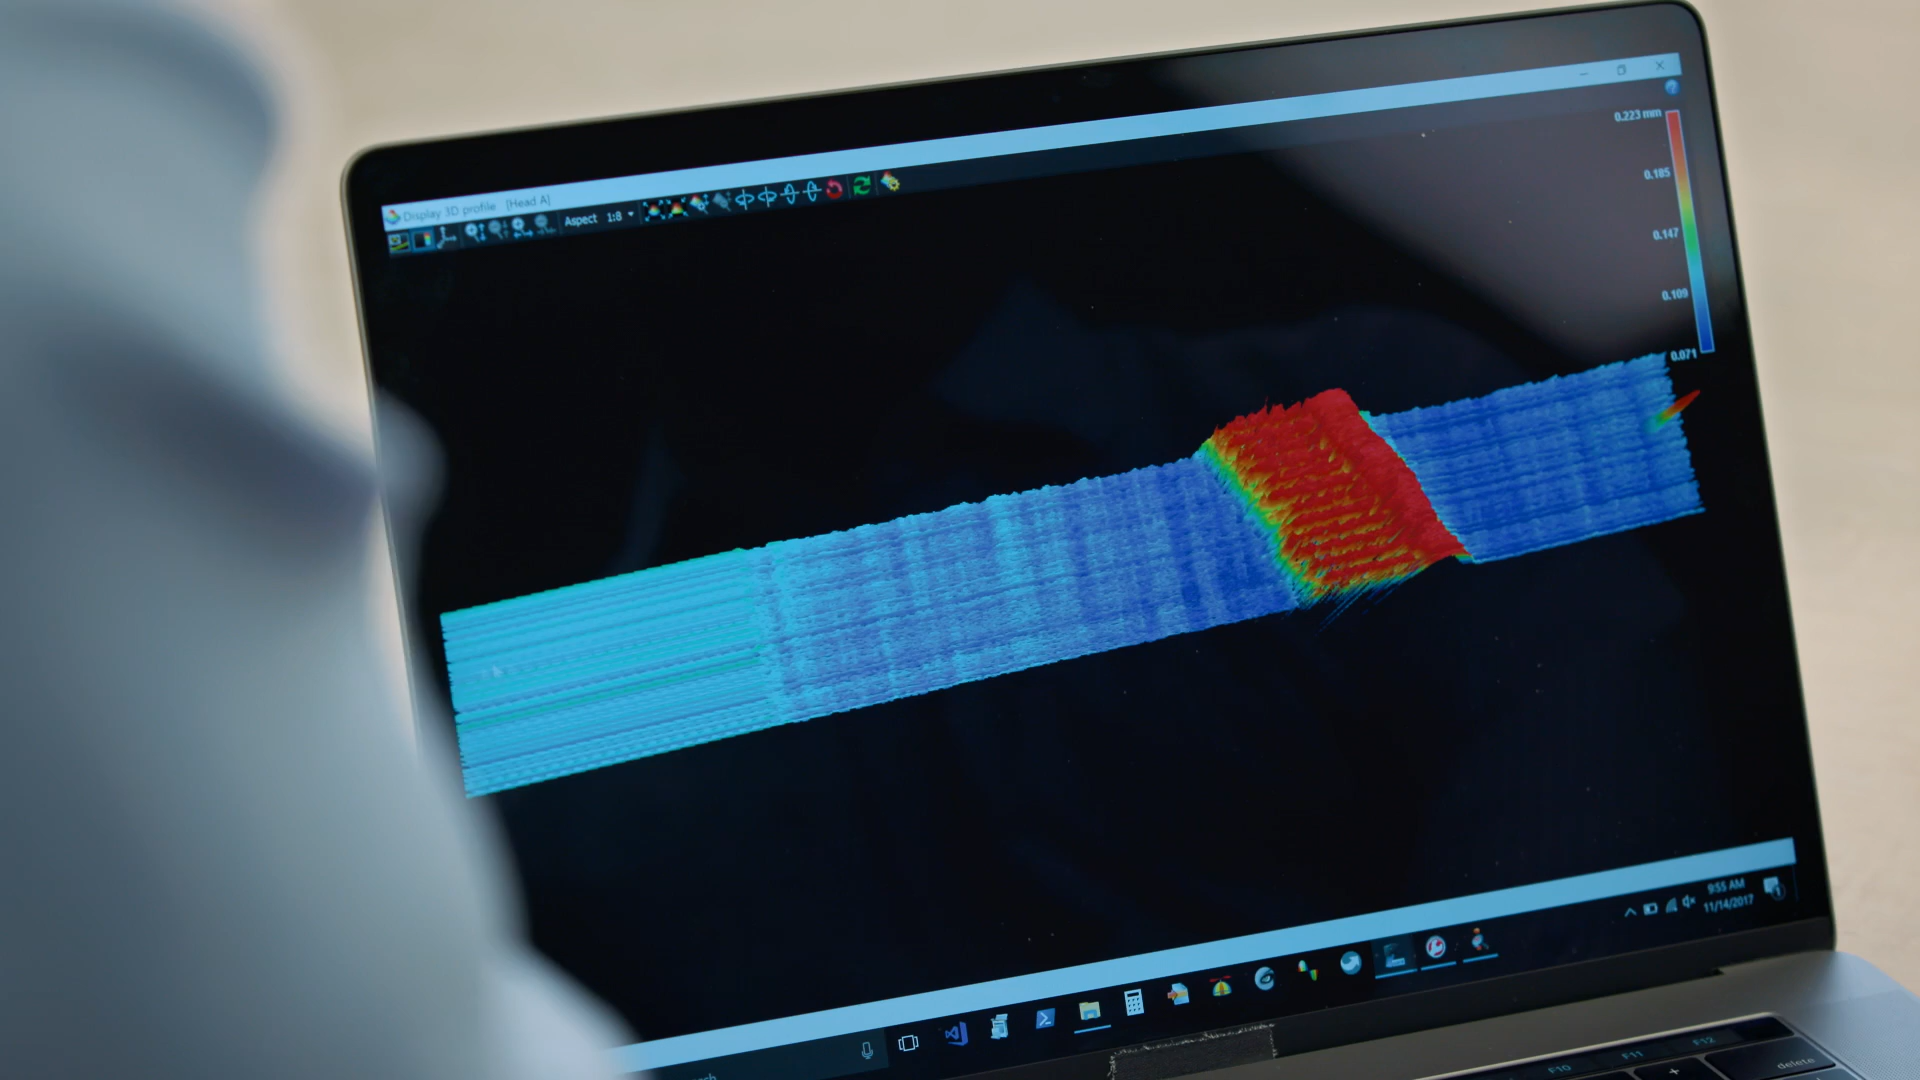 Display 3D profile [Head A]
Aspect 1:8
0.223 mm
0.185
0.147
0.109
0.071
9:55 AM
11/14/2017
F10 F11 F12
delete